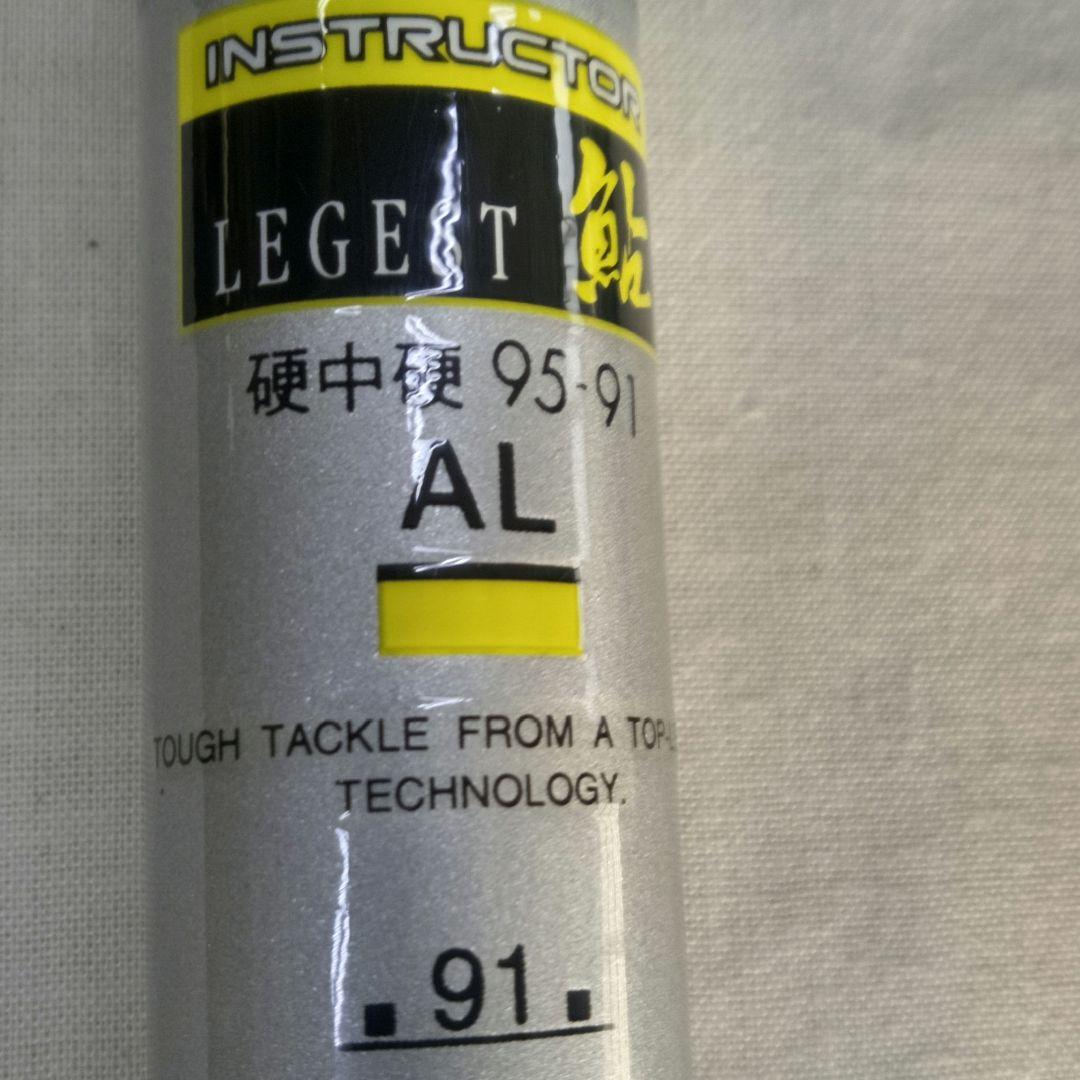 INSTRUCTOR
LEGE T 鮎
硬中硬 95-91
AL
TOUGH TACKLE FROM A TOP-
TECHNOLOGY.
.91.